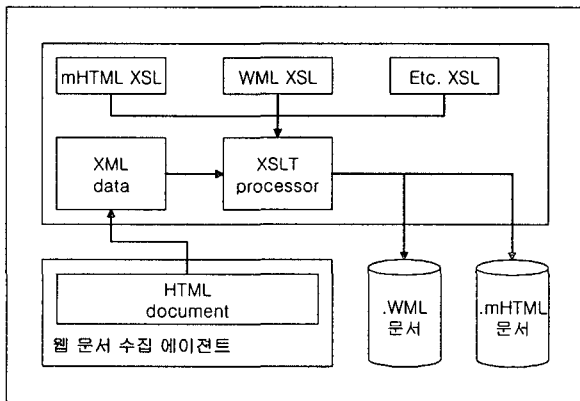 mHTML XSL
WML XSL
Etc. XSL
XML
data
XSLT
processor
HTML
document
웹 문서 수집 에이젼트
.WML
문서
.mHTML
문서